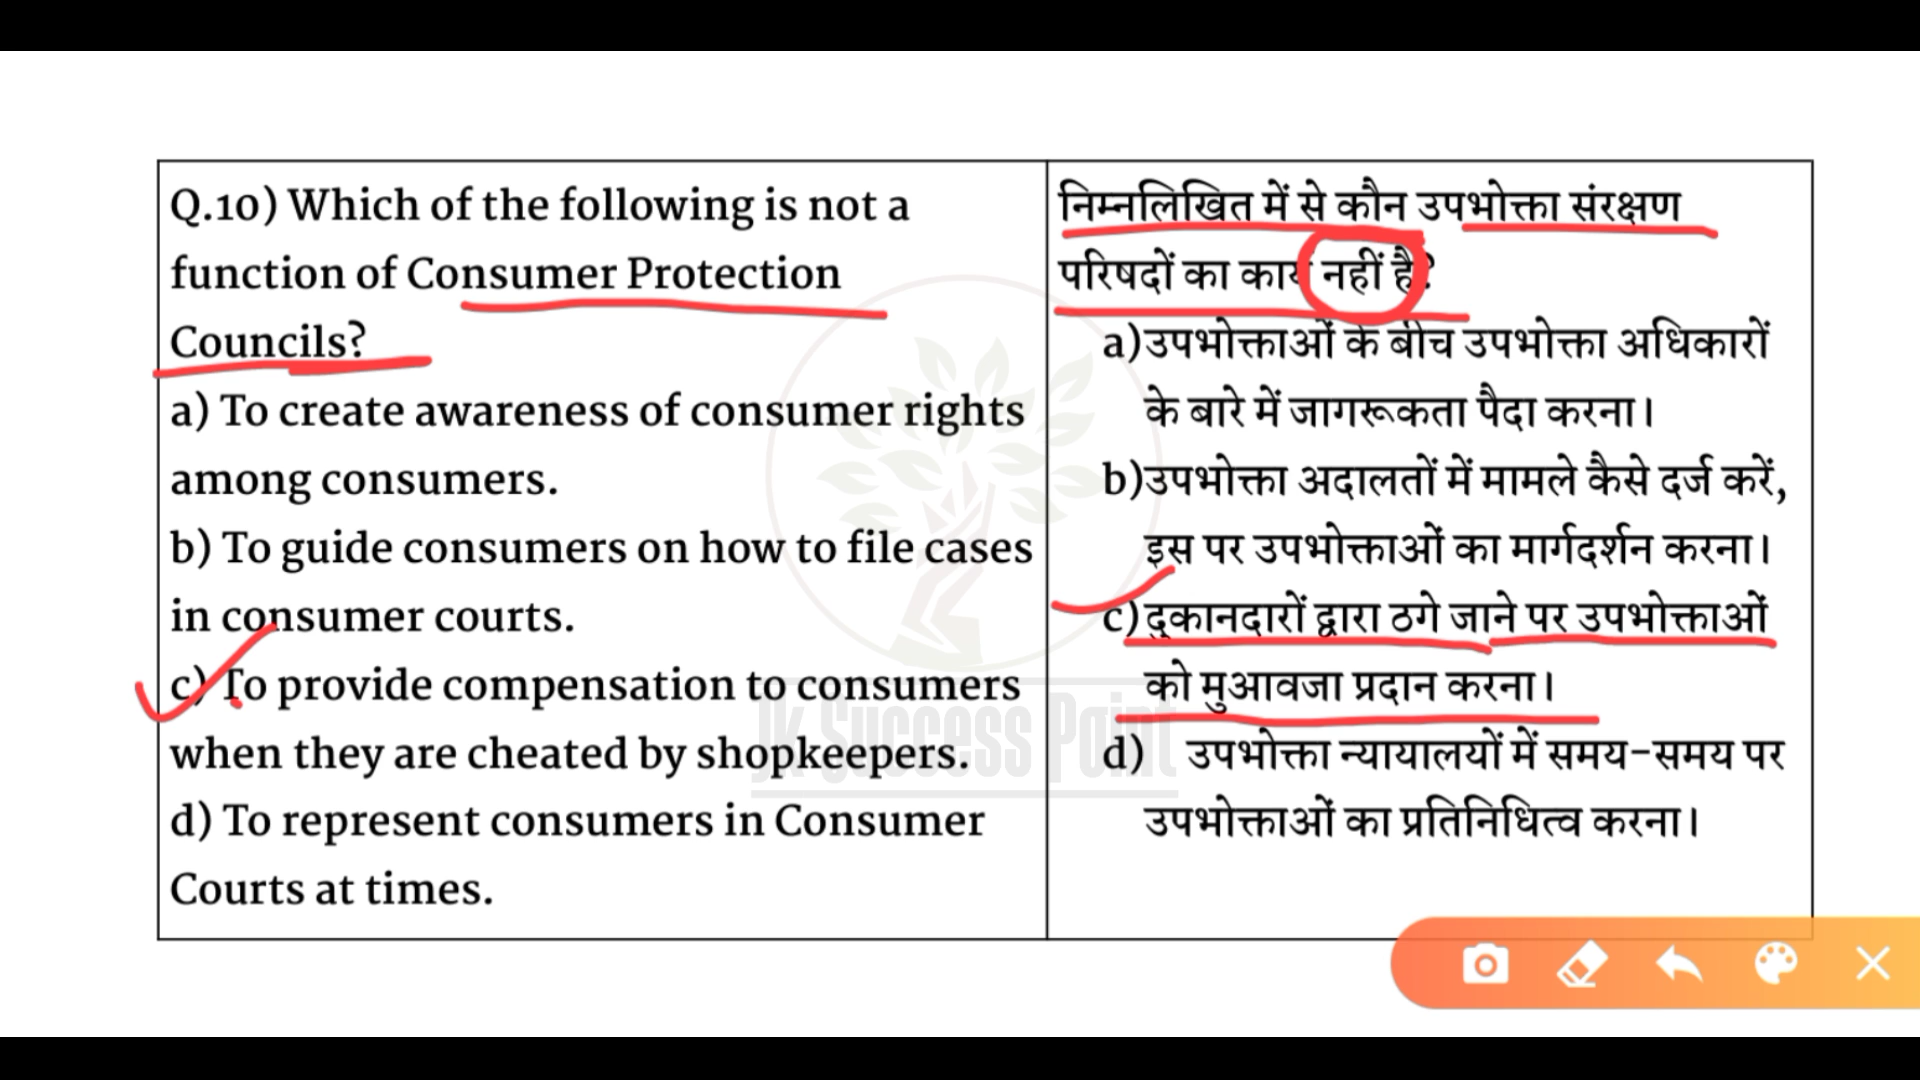 Q.10) Which of the following is not a
function of Consumer Protection
Councils?
a) To create awareness of consumer rights
among consumers.
b) To guide consumers on how to file cases
in consumer courts.
c) To provide compensation to consumers
when they are cheated by shopkeepers.
d) To represent consumers in Consumer
Courts at times.
निम्नलिखित में से कौन उपभोक्ता संरक्षण
परिषदों का कार्य नहीं है?
a)उपभोक्ताओं के बीच उपभोक्ता अधिकारों
के बारे में जागरूकता पैदा करना।
b)उपभोक्ता अदालतों में मामले कैसे दर्ज करें,
इस पर उपभोक्ताओं का मार्गदर्शन करना।
c)दुकानदारों द्वारा ठगे जाने पर उपभोक्ताओं
को मुआवजा प्रदान करना।
d) उपभोक्ता न्यायालयों में समय-समय पर
उपभोक्ताओं का प्रतिनिधित्व करना।
Jk Success Point